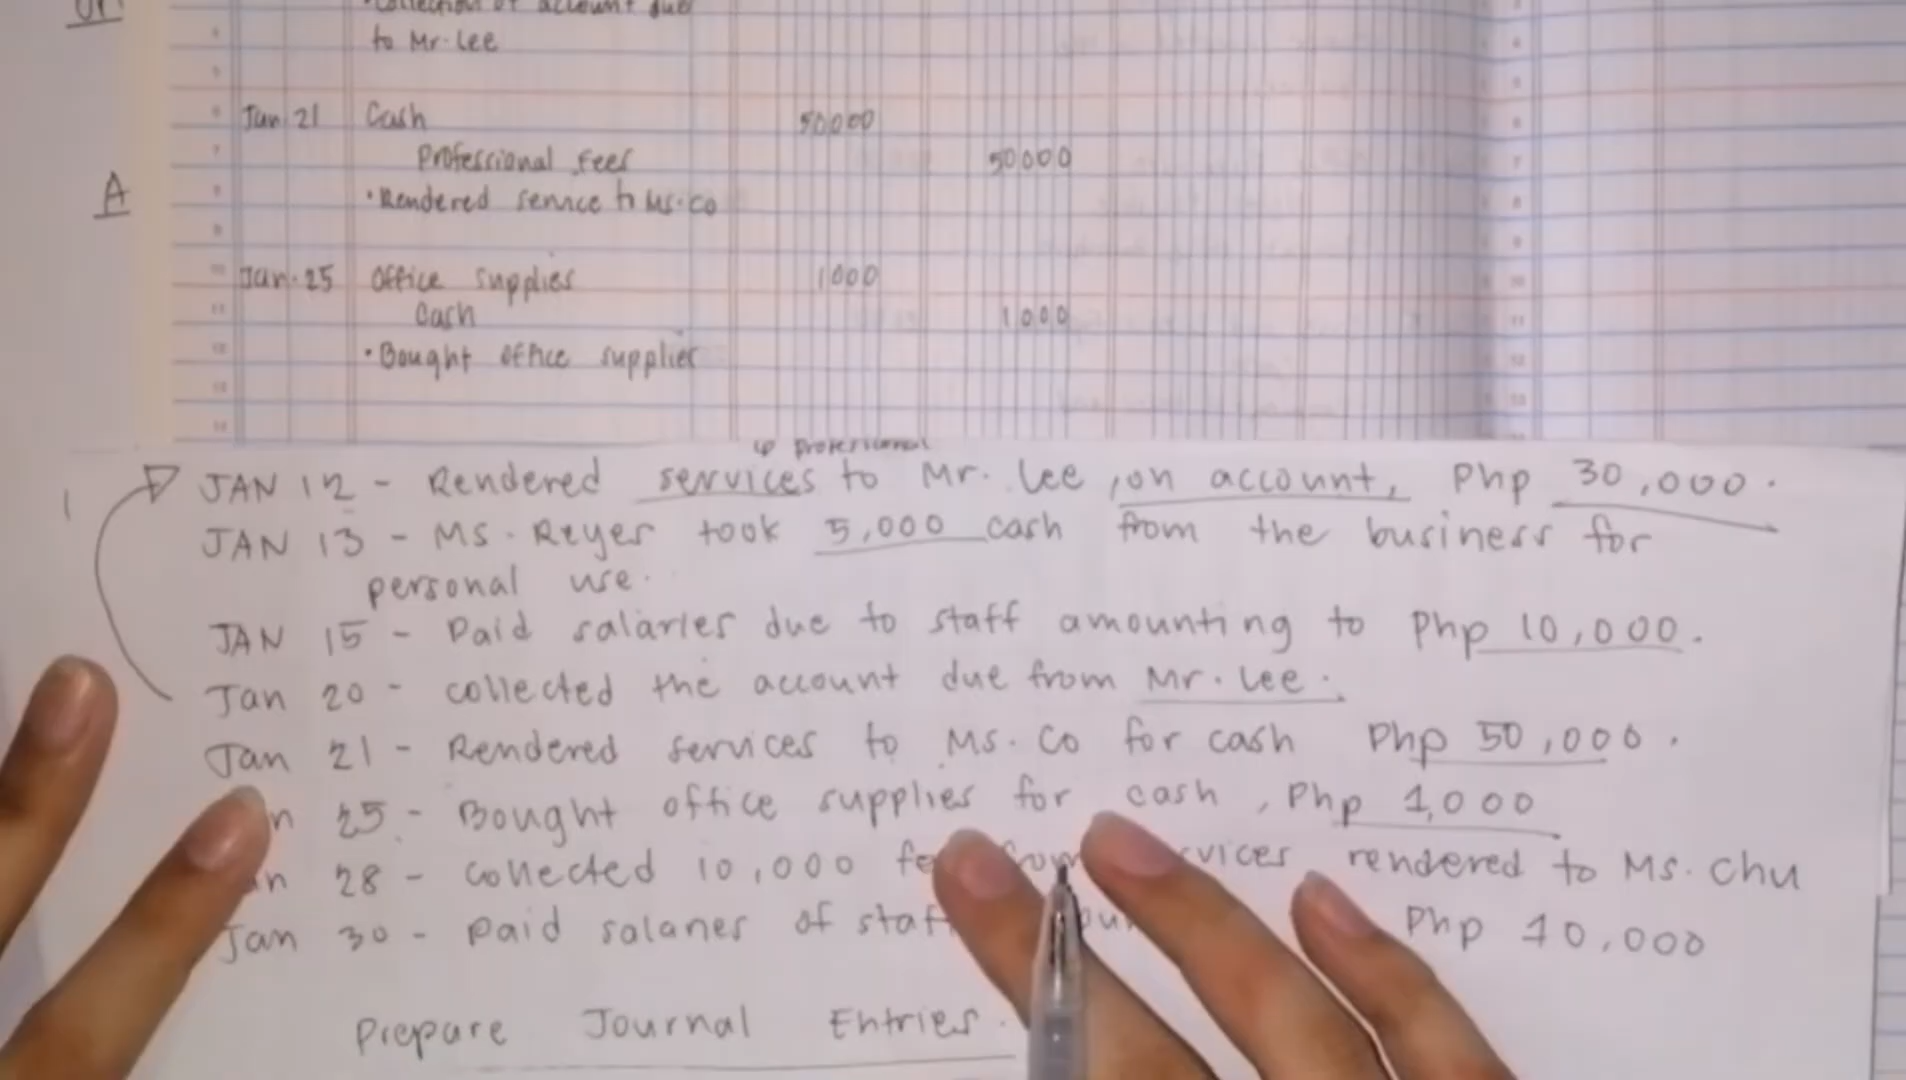 to Mr. Lee
Jan 21 Cash 50000
Professional Fees 50000
• Rendered service to Ms. Co
A
Jan. 25 Office supplies 1000
Cash 1000
• Bought office supplies
professional
JAN 12 - Rendered services to Mr. Lee, on account, Php 30,000.
JAN 13 - Ms. Reyes took 5,000 cash from the business for
personal use.
JAN 15 - Paid salaries due to staff amounting to Php 10,000.
Jan 20 - collected the account due from Mr. Lee.
Jan 21 - Rendered services to Ms. Co for cash Php 50,000.
25 - Bought office supplies for cash, Php 1,000
28 - collected 10,000 rendered to Ms. Chu
Jan 30 - Paid salaries of staff Php 10,000
Prepare Journal Entries.